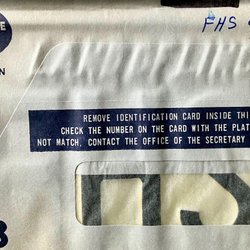 FHS
N
REMOVE IDENTIFICATION CARD INSIDE THI
CHECK THE NUMBER ON THE CARD WITH THE PLAT
NOT MATCH, CONTACT THE OFFICE OF THE SECRETARY